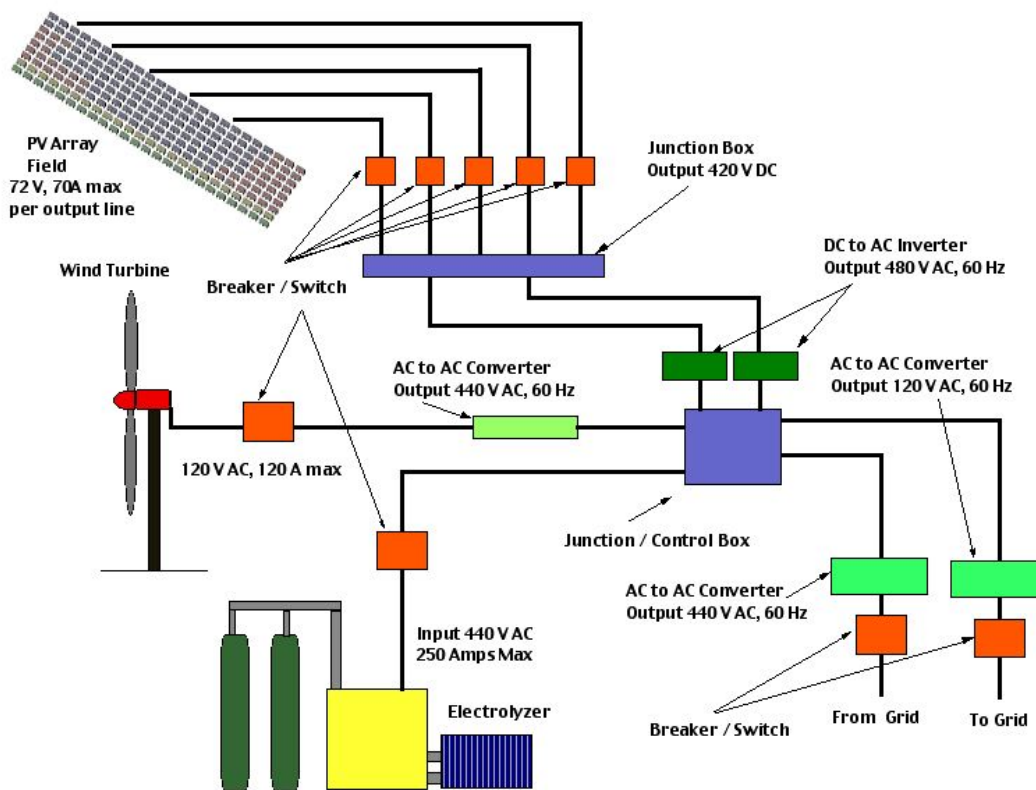 PV Array
Field
72 V, 70A max
per output line
Junction Box
Output 420 V DC
DC to AC Inverter
Output 480 V AC, 60 Hz
Wind Turbine
Breaker / Switch
AC to AC Converter
Output 440 V AC, 60 Hz
AC to AC Converter
Output 120 V AC, 60 Hz
120 V AC, 120 A max
Junction / Control Box
AC to AC Converter
Output 440 V AC, 60 Hz
Input 440 V AC
250 Amps Max
Electrolyzer
Breaker / Switch
From Grid
To Grid